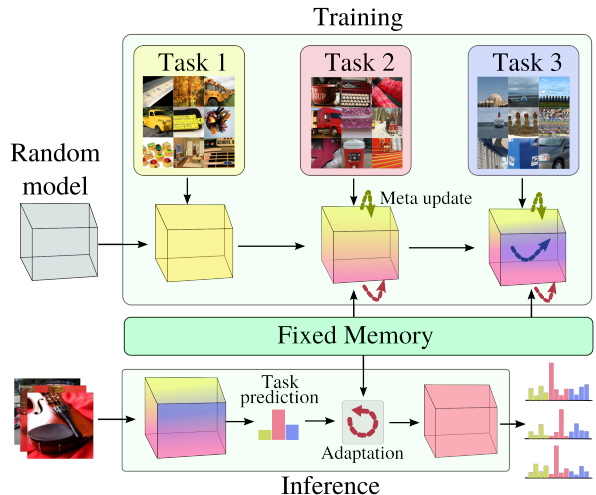 Training
Task 1
Task 2
Task 3
Random
model
Meta update
Fixed Memory
Task
prediction
Adaptation
Inference